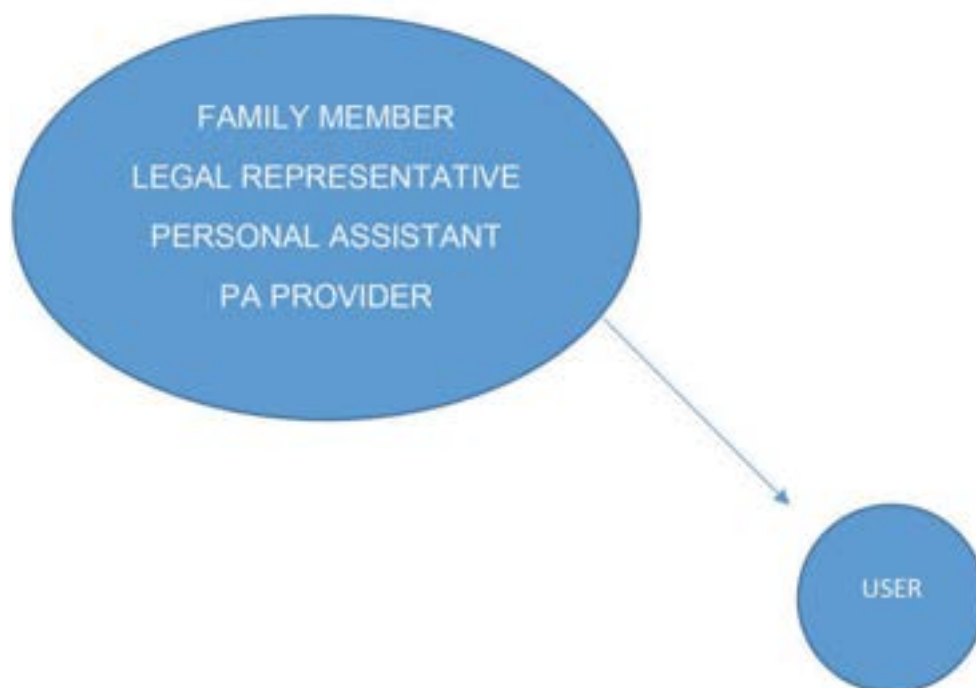 FAMILY MEMBER
LEGAL REPRESENTATIVE
PERSONAL ASSISTANT
PA PROVIDER
USER